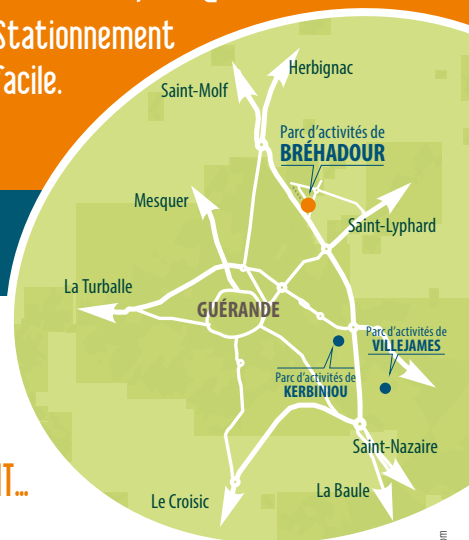 Stationnement
facile.
Herbignac
Saint-Molf
Parc d'activités de
BRÉHADOUR
Mesquer
Saint-Lyphard
La Turballe
GUÉRANDE
Parc d'activités de
VILLEJAMES
Parc d'activités de
KERBINIOU
Saint-Nazaire
La Baule
Le Croisic